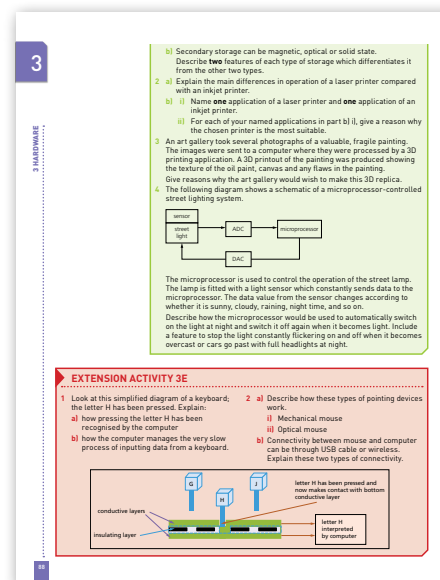 3
3 HARDWARE
b) Secondary storage can be magnetic, optical or solid state.
Describe two features of each type of storage which differentiates it
from the other two types.
2 a) Explain the main differences in operation of a laser printer compared
with an inkjet printer.
b) i) Name one application of a laser printer and one application of an
inkjet printer.
ii) For each of your named applications in part b) i), give a reason why
the chosen printer is the most suitable.
3 An art gallery took several photographs of a valuable, fragile painting.
The images were sent to a computer where they were processed by a 3D
printing application. A 3D printout of the painting was produced showing
the texture of the oil paint, canvas and any flaws in the painting.
Give reasons why the art gallery would wish to make this 3D replica.
4 The following diagram shows a schematic of a microprocessor-controlled
street lighting system.
sensor
street
light
ADC
microprocessor
DAC
The microprocessor is used to control the operation of the street lamp.
The lamp is fitted with a light sensor which constantly sends data to the
microprocessor. The data value from the sensor changes according to
whether it is sunny, cloudy, raining, night time, and so on.
Describe how the microprocessor would be used to automatically switch
on the light at night and switch it off again when it becomes light. Include
a feature to stop the light constantly flickering on and off when it becomes
overcast or cars go past with full headlights at night.
EXTENSION ACTIVITY 3E
1 Look at this simplified diagram of a keyboard;
the letter H has been pressed. Explain:
a) how pressing the letter H has been
recognised by the computer
b) how the computer manages the very slow
process of inputting data from a keyboard.
2 a) Describe how these types of pointing devices
work.
i) Mechanical mouse
ii) Optical mouse
b) Connectivity between mouse and computer
can be through USB cable or wireless.
Explain these two types of connectivity.
G
H
J
letter H has been pressed and
now makes contact with bottom
conductive layer
conductive layers
insulating layer
letter H
interpreted
by computer